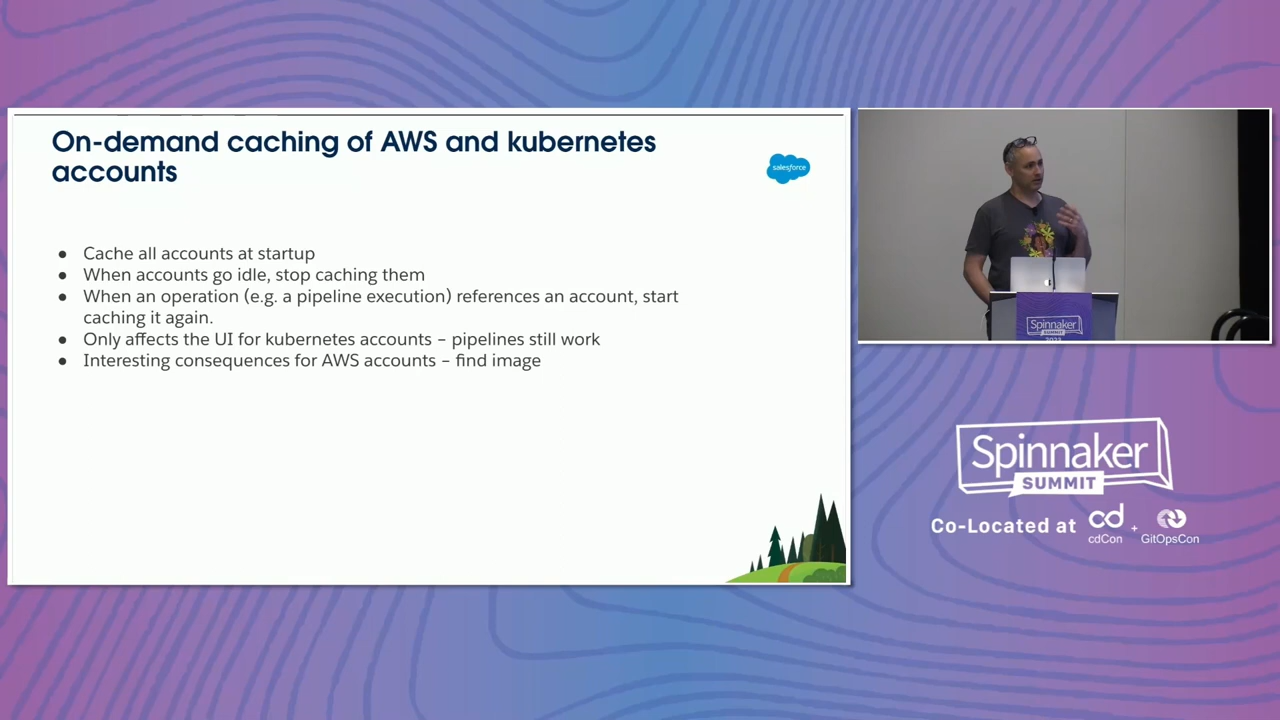 On-demand caching of AWS and kubernetes
accounts
salesforce
● Cache all accounts at startup
● When accounts go idle, stop caching them
● When an operation (e.g. a pipeline execution) references an account, start
caching it again.
● Only affects the UI for kubernetes accounts – pipelines still work
● Interesting consequences for AWS accounts – find image
Spinnaker
SUMMIT
2023
Spinnaker
SUMMIT
Co-Located at cd + 
cdCon GitOpsCon